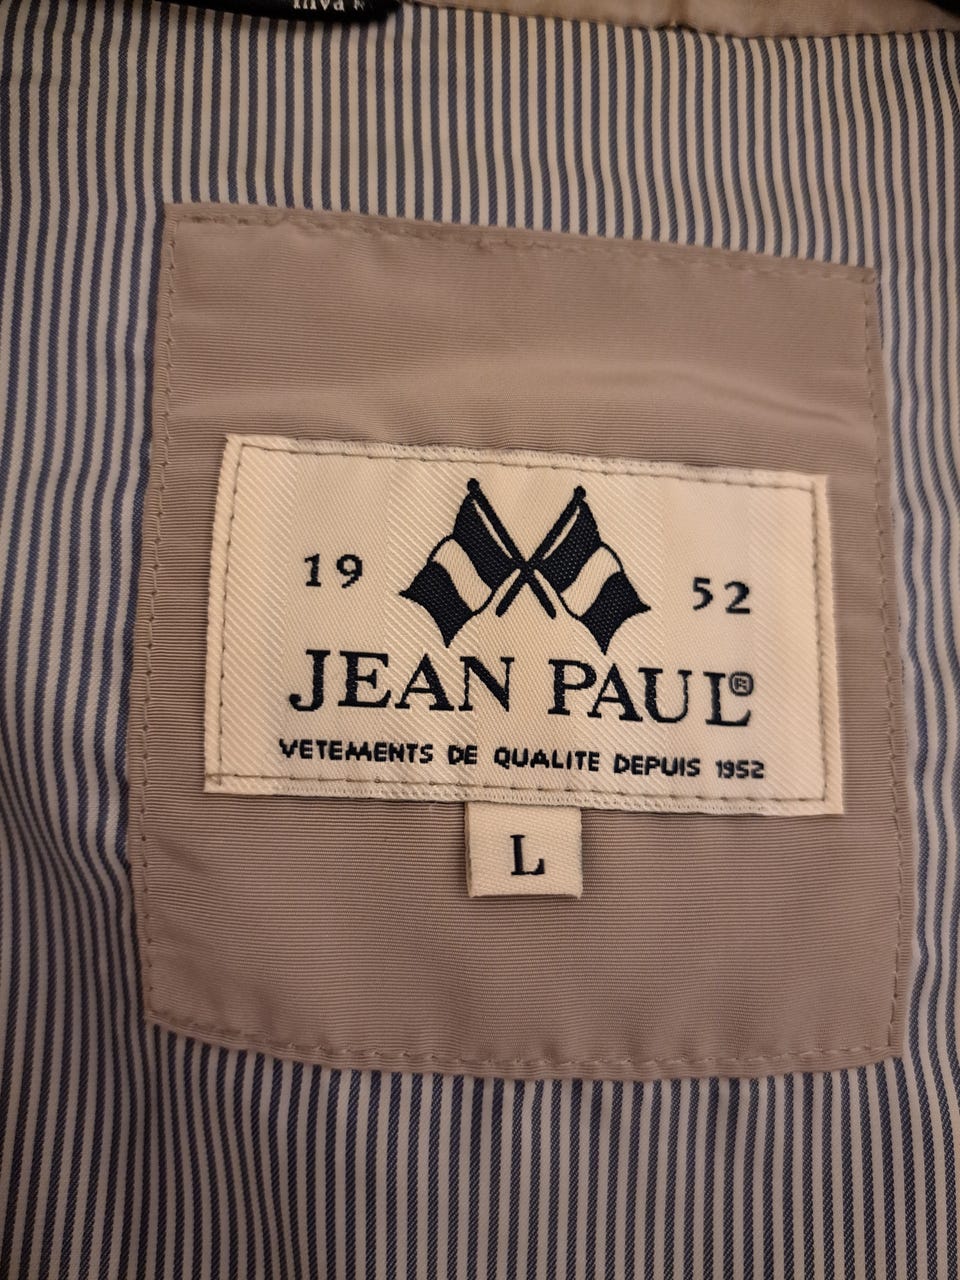 19 52
JEAN PAUL®
VETEMENTS DE QUALITE DEPUIS 1952
L